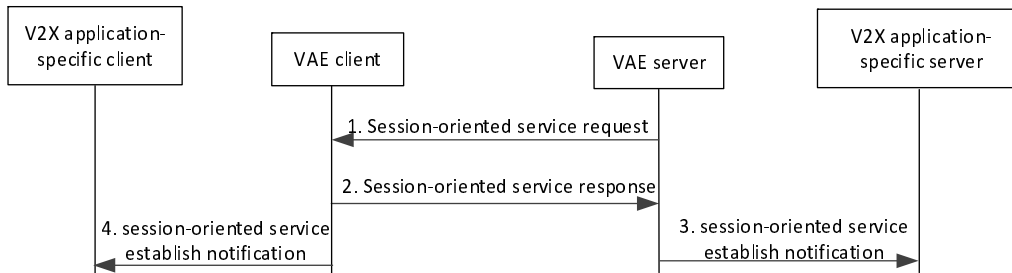 V2X application-
specific client
VAE client
VAE server
V2X application-
specific server
1. Session-oriented service request
2. Session-oriented service response
4. session-oriented service
establish notification
3. session-oriented service
establish notification